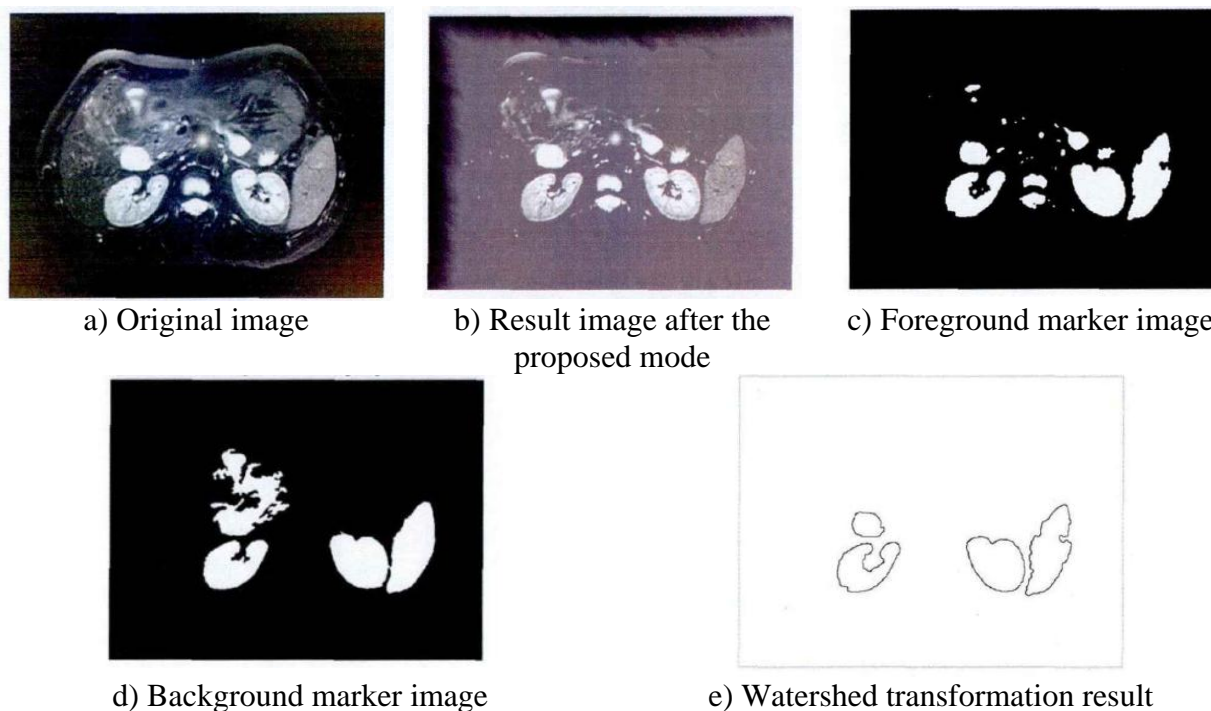 a) Original image
b) Result image after the
proposed mode
c) Foreground marker image
d) Background marker image
e) Watershed transformation result